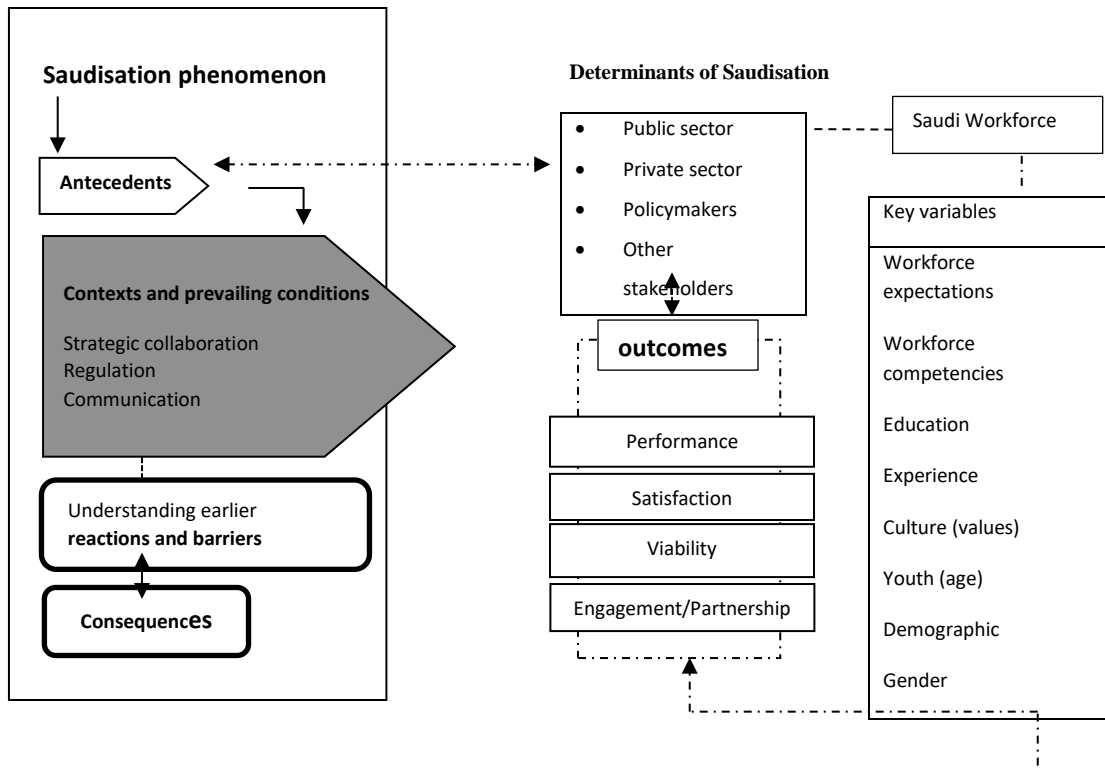 Saudisation phenomenon
Antecedents
Contexts and prevailing conditions
Strategic collaboration
Regulation
Communication
Understanding earlier
reactions and barriers
Consequences
Determinants of Saudisation
• Public sector
• Private sector
• Policymakers
• Other
stakeholders
outcomes
Performance
Satisfaction
Viability
Engagement/Partnership
Saudi Workforce
Key variables
Workforce
expectations
Workforce
competencies
Education
Experience
Culture (values)
Youth (age)
Demographic
Gender